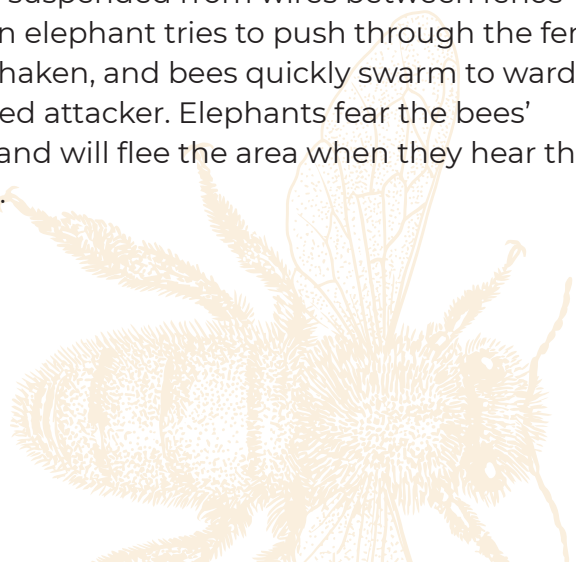 suspended from wires between fence
n elephant tries to push through the fen
haken, and bees quickly swarm to ward
ed attacker. Elephants fear the bees’
and will flee the area when they hear th
.